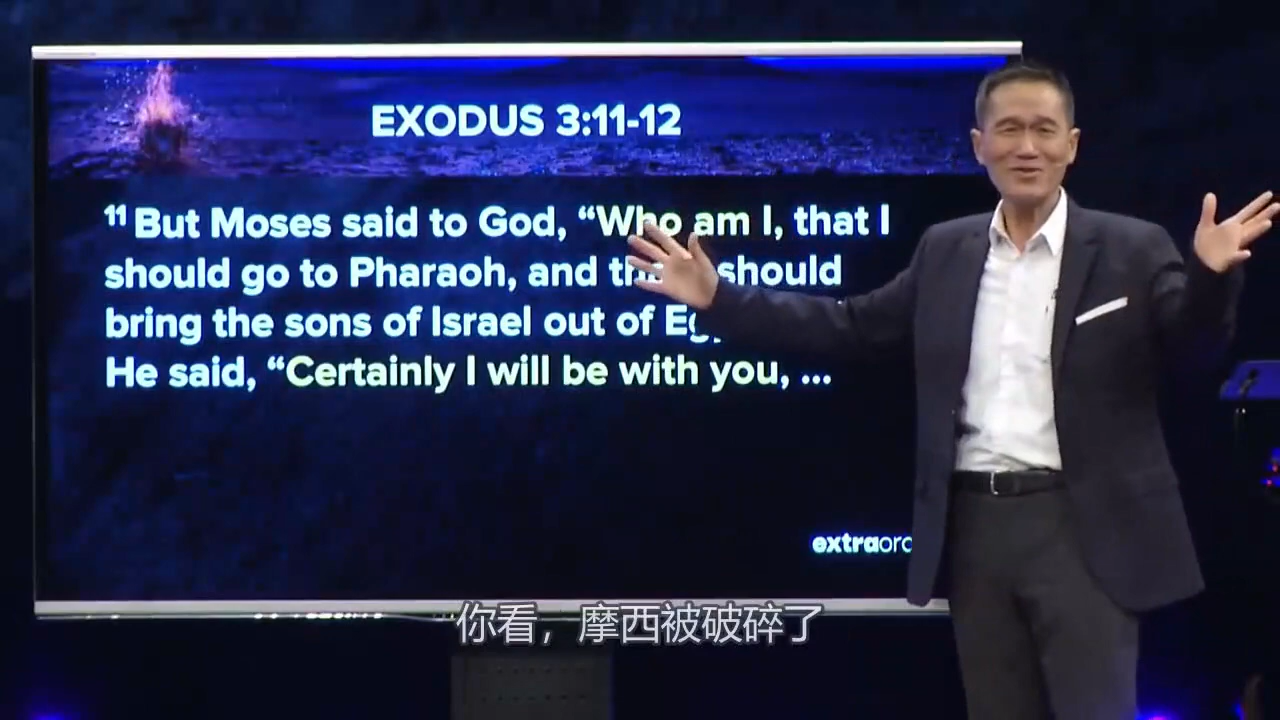 EXODUS 3:11-12
11 But Moses said to God, “Who am I, that I
should go to Pharaoh, and should
bring the sons of Israel out of
He said, “Certainly I will be with you, ...
你看，摩西被破碎了